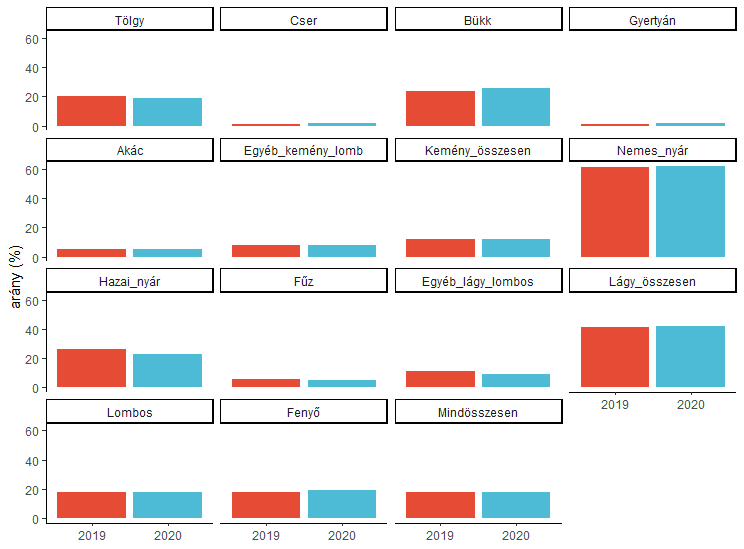 Tölgy Cser Bükk Gyertyán
60
40
20
0
Akác Egyéb_kemény_lomb Kemény_összesen Nemes_nyár
60
40
20
0
arány (%)
Hazai_nyár Fűz Egyéb_lágy_lombos Lágy_összesen
60
40
20
0
2019 2020
Lombos Fenyő Mindösszesen
60
40
20
0
2019 2020 2019 2020 2019 2020